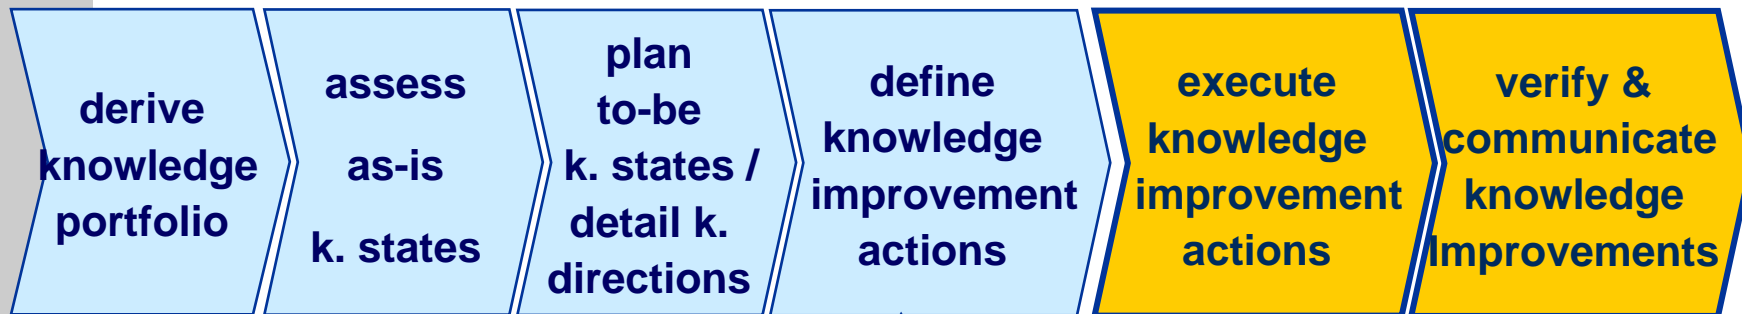 derive
knowledge
portfolio
assess
as-is
k. states
plan
to-be
k. states /
detail k.
directions
define
knowledge
improvement
actions
execute
knowledge
improvement
actions
verify &
communicate
knowledge
Improvements